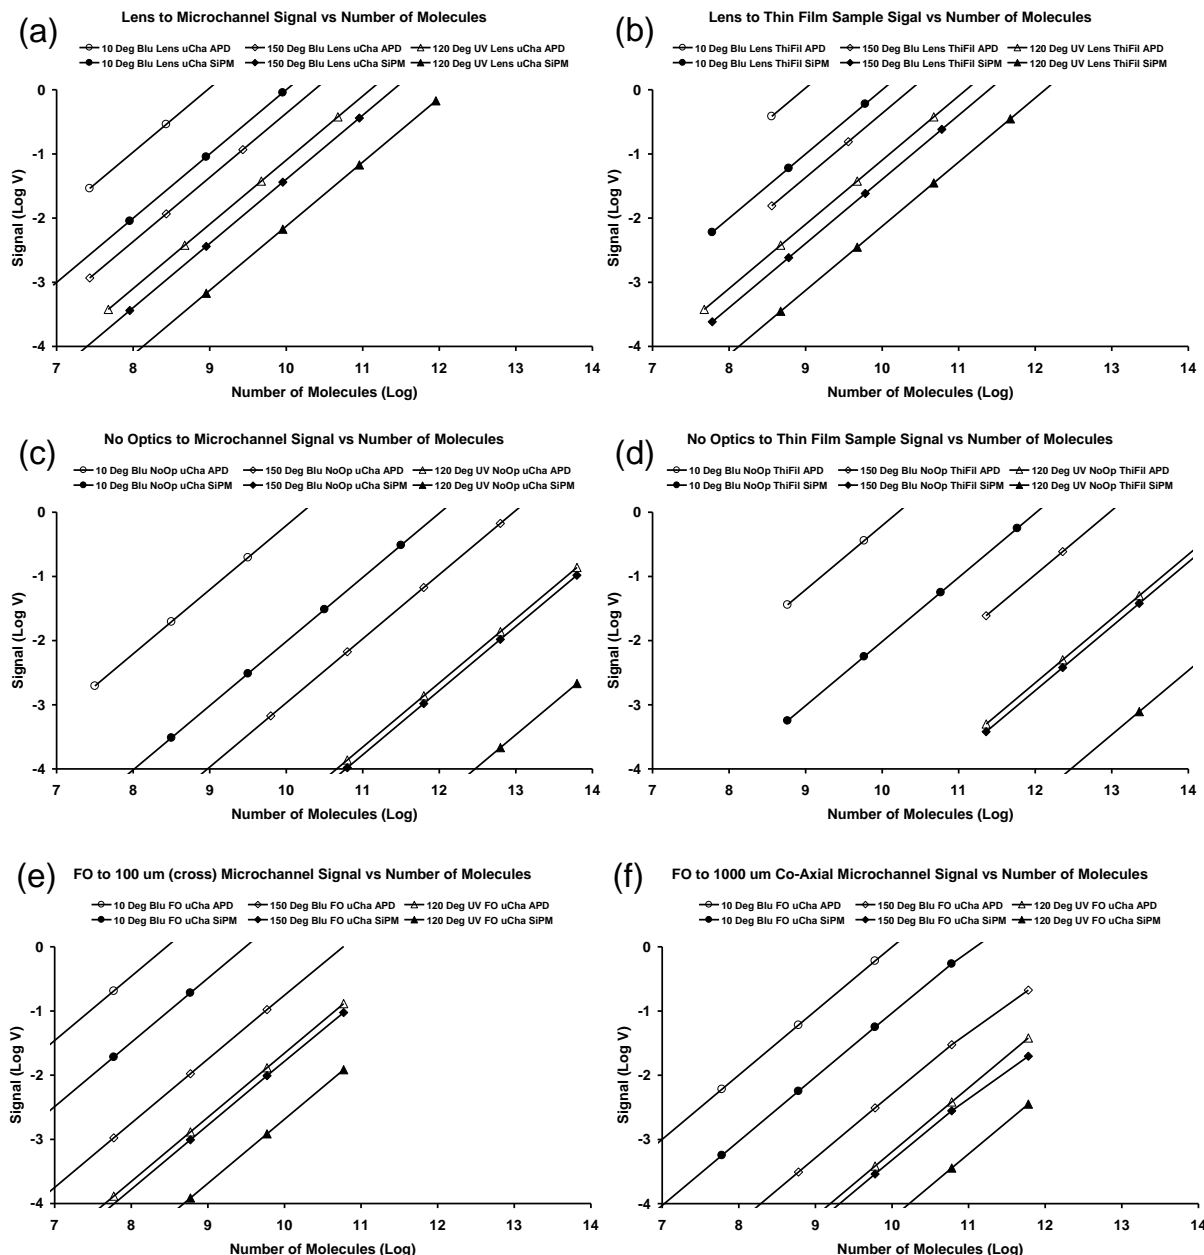 (a)
Lens to Microchannel Signal vs Number of Molecules
10 Deg Blu Lens uCha APD 150 Deg Blu Lens uCha APD 120 Deg UV Lens uCha APD
10 Deg Blu Lens uCha SiPM 150 Deg Blu Lens uCha SiPM 120 Deg UV Lens uCha SiPM
0
-1
-2
-3
-4
Signal (Log V)
7 8 9 10 11 12 13 14
Number of Molecules (Log)
(b)
Lens to Thin Film Sample Sigal vs Number of Molecules
10 Deg Blu Lens ThiFil APD 150 Deg Blu Lens ThiFil APD 120 Deg UV Lens ThiFil APD
10 Deg Blu Lens ThiFil SiPM 150 Deg Blu Lens ThiFil SiPM 120 Deg UV Lens ThiFil SiPM
0
-1
-2
-3
-4
Signal (Log V)
7 8 9 10 11 12 13 14
Number of Molecules (Log)
(c)
No Optics to Microchannel Signal vs Number of Molecules
10 Deg Blu NoOp uCha APD 150 Deg Blu NoOp uCha APD 120 Deg UV NoOp uCha APD
10 Deg Blu NoOp uCha SiPM 150 Deg Blu NoOp uCha SiPM 120 Deg UV NoOp uCha SiPM
0
-1
-2
-3
-4
Signal (Log V)
7 8 9 10 11 12 13 14
Number of Molecules (Log)
(d)
No Optics to Thin Film Sample Signal vs Number of Molecules
10 Deg Blu NoOp ThiFil APD 150 Deg Blu NoOp ThiFil APD 120 Deg UV NoOp ThiFil APD
10 Deg Blu NoOp ThiFil SiPM 150 Deg Blu NoOp ThiFil SiPM 120 Deg UV NoOp ThiFil SiPM
0
-1
-2
-3
-4
Signal (Log V)
7 8 9 10 11 12 13 14
Number of Molecules (Log)
(e)
FO to 100 um (cross) Microchannel Signal vs Number of Molecules
10 Deg Blu FO uCha APD 150 Deg Blu FO uCha APD 120 Deg UV FO uCha APD
10 Deg Blu FO uCha SiPM 150 Deg Blu FO uCha SiPM 120 Deg UV FO uCha SiPM
0
-1
-2
-3
-4
Signal (Log V)
7 8 9 10 11 12 13 14
Number of Molecules (Log)
(f)
FO to 1000 um Co-Axial Microchannel Signal vs Number of Molecules
10 Deg Blu FO uCha APD 150 Deg Blu FO uCha APD 120 Deg UV FO uCha APD
10 Deg Blu FO uCha SiPM 150 Deg Blu FO uCha SiPM 120 Deg UV FO uCha SiPM
0
-1
-2
-3
-4
Signal (Log V)
7 8 9 10 11 12 13 14
Number of Molecules (Log)